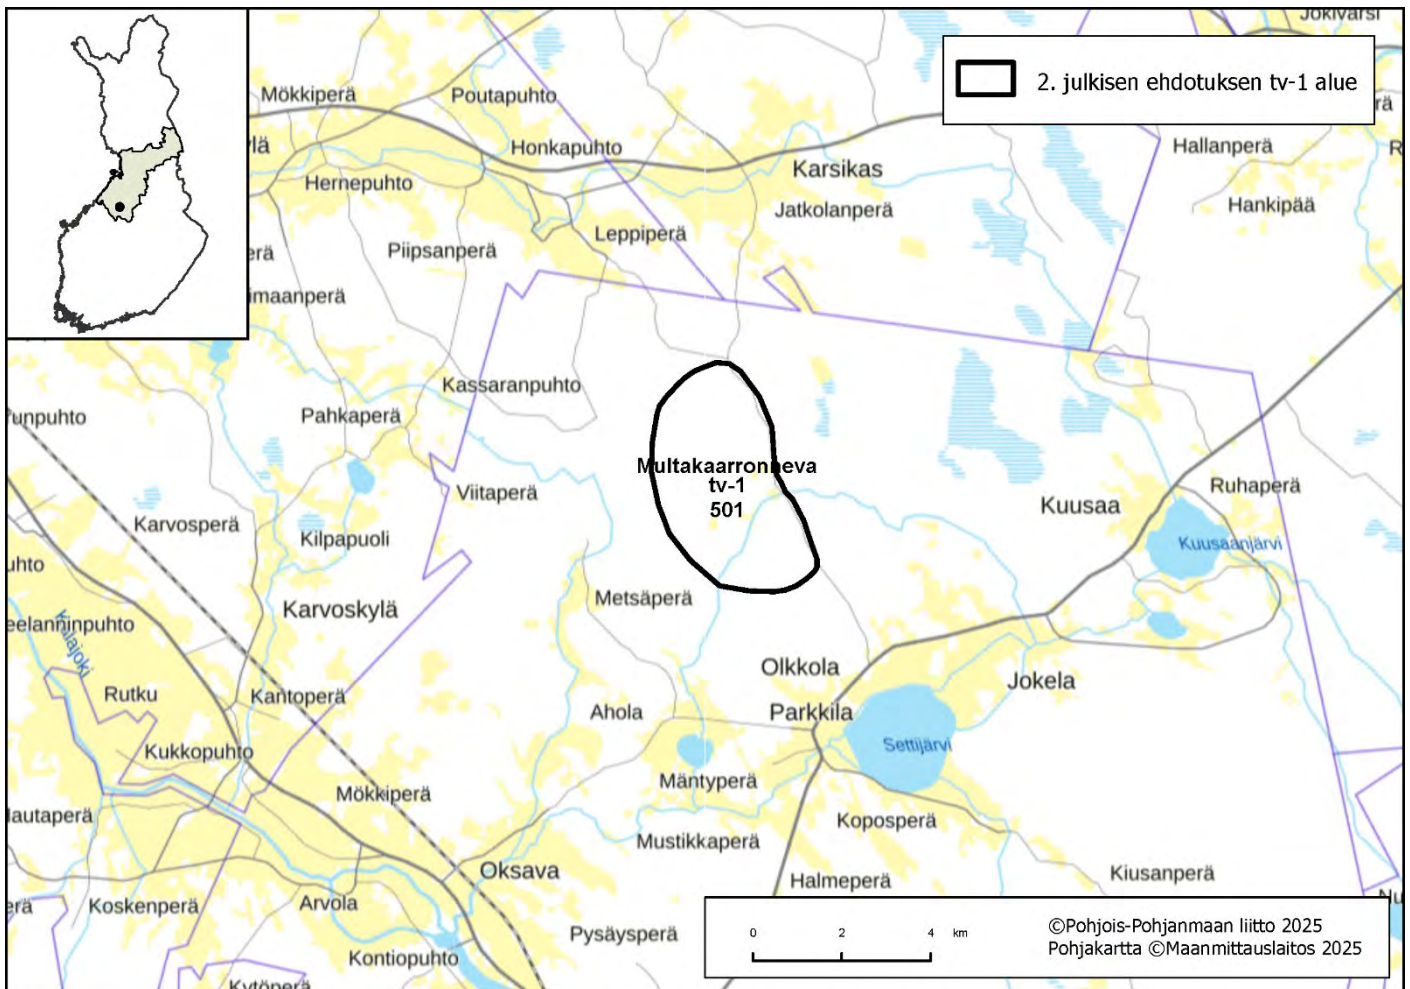 Jokivarsi
2. julkisen ehdotuksen tv-1 alue
Mökkiperä
Poutapuhto
Honkapuhto
Hernepuhto
Karsikas
Hallanperä
Jatkolanperä
Hankipää
Leppiperä
Piipsanperä
Kassaranpuhto
Pahkaperä
Multakaarronneva
tv-1
501
Viitaperä
Karvosperä
Kilpapuoli
Kuusaa
Ruhaperä
Kuusaanjärvi
Karvoskylä
Metsäperä
Kalajoki
Rutku
Kantoperä
Olkkola
Jokela
Ahola
Parkkila
Settijärvi
Kukkopuhto
Mökkiperä
Mäntyperä
Mustikkaperä
Koposperä
Oksava
Halmeperä
Kiusanperä
Koskenperä
Arvola
Pysäysperä
Kontiopuhto
Kytöperä
0 2 4 km
©Pohjois-Pohjanmaan liitto 2025
Pohjakartta ©Maanmittauslaitos 2025